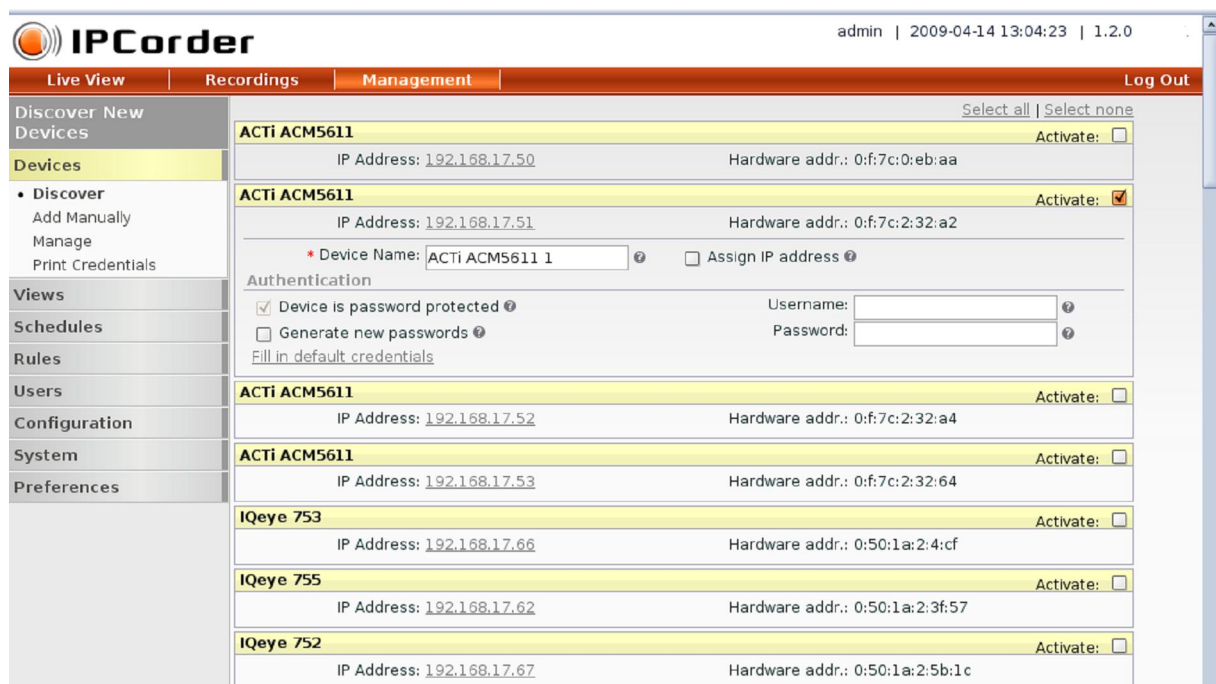 IPCorder
admin | 2009-04-14 13:04:23 | 1.2.0
Live View Recordings Management Log Out
Discover New
Devices
Devices
• Discover
Add Manually
Manage
Print Credentials
Views
Schedules
Rules
Users
Configuration
System
Preferences
Select all | Select none
ACTi ACM5611 Activate:
IP Address: 192.168.17.50 Hardware addr.: 0:f:7c:0:eb:aa
ACTi ACM5611 Activate:
IP Address: 192.168.17.51 Hardware addr.: 0:f:7c:2:32:a2
* Device Name: ACTi ACM5611 1 ? Assign IP address ?
Authentication
Device is password protected ? Username: ?
Generate new passwords ? Password: ?
Fill in default credentials
ACTi ACM5611 Activate:
IP Address: 192.168.17.52 Hardware addr.: 0:f:7c:2:32:a4
ACTi ACM5611 Activate:
IP Address: 192.168.17.53 Hardware addr.: 0:f:7c:2:32:64
IQeye 753 Activate:
IP Address: 192.168.17.66 Hardware addr.: 0:50:1a:2:4:cf
IQeye 755 Activate:
IP Address: 192.168.17.62 Hardware addr.: 0:50:1a:2:3f:57
IQeye 752 Activate:
IP Address: 192.168.17.67 Hardware addr.: 0:50:1a:2:5b:1c